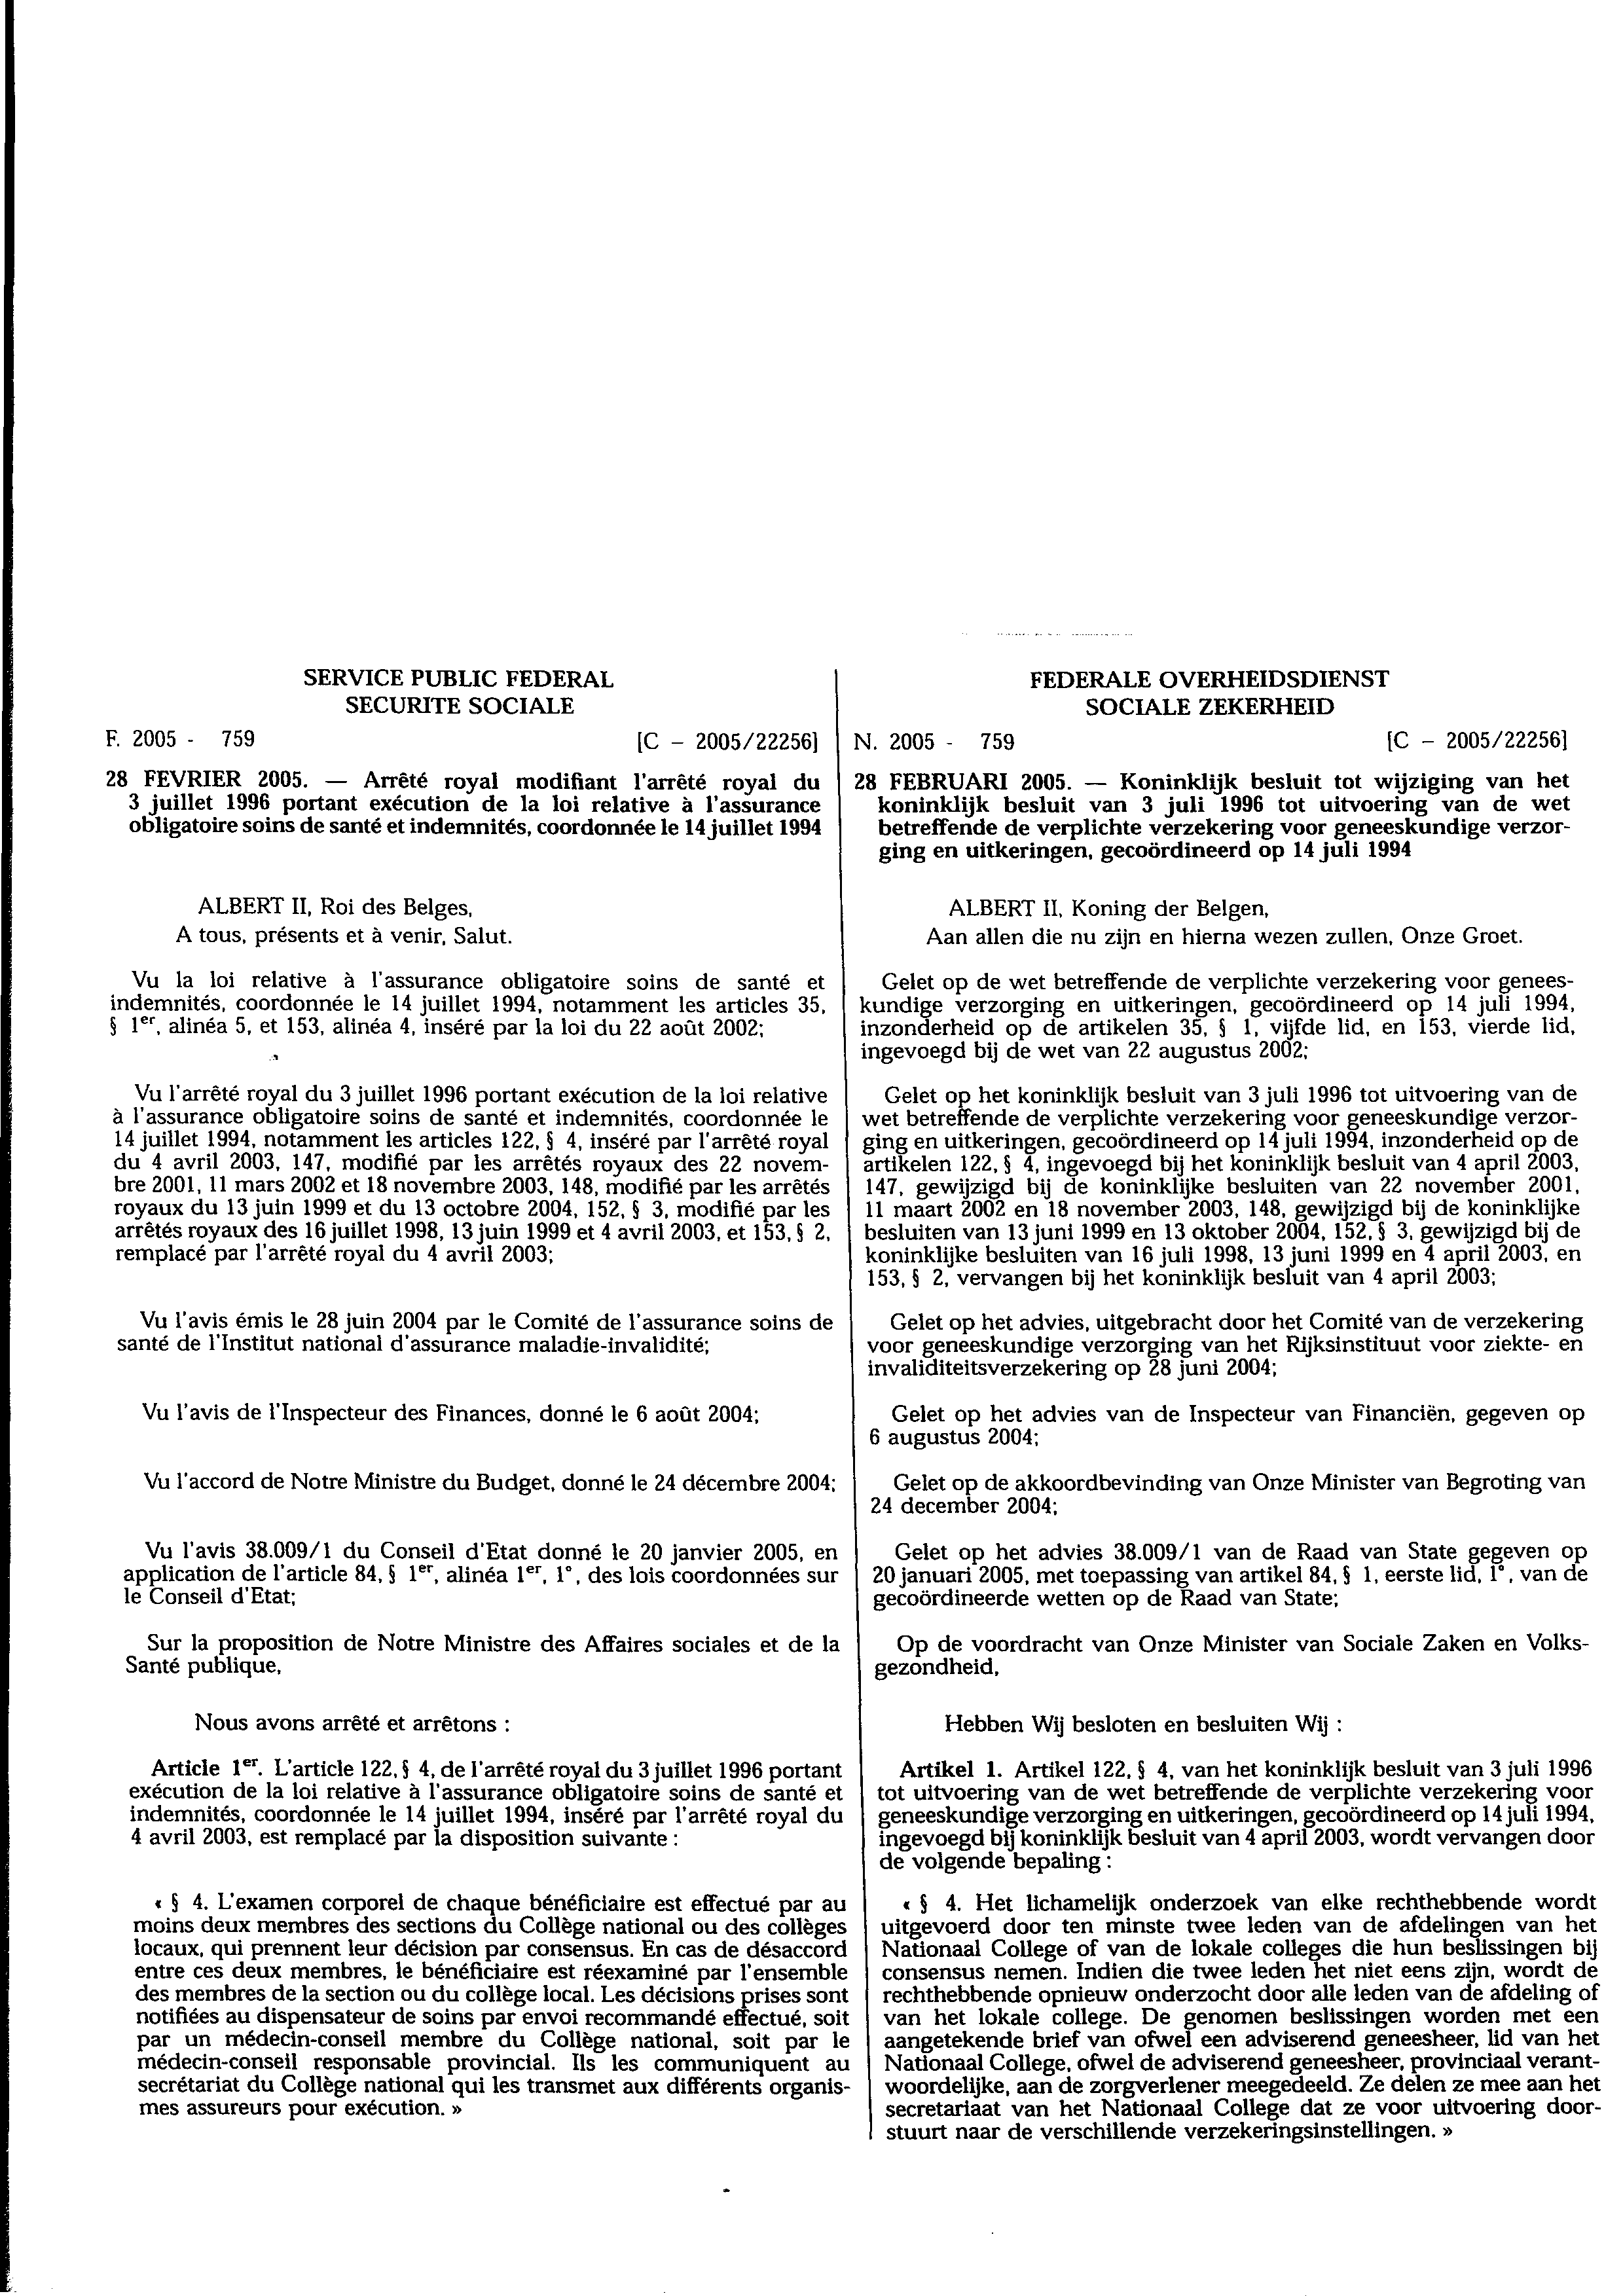 SERVICE PUBLIC FEDERAL
SECURITE SOCIALE
F. 2005 - 759 [C – 2005/22256]
28 FEVRIER 2005. — Arrêté royal modifiant l'arrêté royal du
3 juillet 1996 portant exécution de la loi relative à l'assurance
obligatoire soins de santé et indemnités, coordonnée le 14 juillet 1994
ALBERT II, Roi des Belges,
A tous, présents et à venir, Salut.
Vu la loi relative à l'assurance obligatoire soins de santé et
indemnités, coordonnée le 14 juillet 1994, notamment les articles 35,
§ 1er, alinéa 5, et 153, alinéa 4, inséré par la loi du 22 août 2002;
Vu l'arrêté royal du 3 juillet 1996 portant exécution de la loi relative
à l'assurance obligatoire soins de santé et indemnités, coordonnée le
14 juillet 1994, notamment les articles 122, § 4, inséré par l'arrêté royal
du 4 avril 2003, 147, modifié par les arrêtés royaux des 22 novem-
bre 2001, 11 mars 2002 et 18 novembre 2003, 148, modifié par les arrêtés
royaux du 13 juin 1999 et du 13 octobre 2004, 152, § 3, modifié par les
arrêtés royaux des 16 juillet 1998, 13 juin 1999 et 4 avril 2003, et 153, § 2,
remplacé par l'arrêté royal du 4 avril 2003;
Vu l'avis émis le 28 juin 2004 par le Comité de l'assurance soins de
santé de l'Institut national d'assurance maladie-invalidité;
Vu l'avis de l'Inspecteur des Finances, donné le 6 août 2004;
Vu l'accord de Notre Ministre du Budget, donné le 24 décembre 2004;
Vu l'avis 38.009/1 du Conseil d'Etat donné le 20 janvier 2005, en
application de l'article 84, § 1er, alinéa 1er, 1°, des lois coordonnées sur
le Conseil d'Etat;
Sur la proposition de Notre Ministre des Affaires sociales et de la
Santé publique,
Nous avons arrêté et arrêtons :
Article 1er. L'article 122, § 4, de l'arrêté royal du 3 juillet 1996 portant
exécution de la loi relative à l'assurance obligatoire soins de santé et
indemnités, coordonnée le 14 juillet 1994, inséré par l'arrêté royal du
4 avril 2003, est remplacé par la disposition suivante :
« § 4. L'examen corporel de chaque bénéficiaire est effectué par au
moins deux membres des sections du Collège national ou des collèges
locaux, qui prennent leur décision par consensus. En cas de désaccord
entre ces deux membres, le bénéficiaire est réexaminé par l'ensemble
des membres de la section ou du collège local. Les décisions prises sont
notifiées au dispensateur de soins par envoi recommandé effectué, soit
par un médecin-conseil membre du Collège national, soit par le
médecin-conseil responsable provincial. Ils les communiquent au
secrétariat du Collège national qui les transmet aux différents organis-
mes assureurs pour exécution. »
FEDERALE OVERHEIDSDIENST
SOCIALE ZEKERHEID
N. 2005 - 759 [C – 2005/22256]
28 FEBRUARI 2005. — Koninklijk besluit tot wijziging van het
koninklijk besluit van 3 juli 1996 tot uitvoering van de wet
betreffende de verplichte verzekering voor geneeskundige verzor-
ging en uitkeringen, gecoördineerd op 14 juli 1994
ALBERT II, Koning der Belgen,
Aan allen die nu zijn en hierna wezen zullen, Onze Groet.
Gelet op de wet betreffende de verplichte verzekering voor genees-
kundige verzorging en uitkeringen, gecoördineerd op 14 juli 1994,
inzonderheid op de artikelen 35, § 1, vijfde lid, en 153, vierde lid,
ingevoegd bij de wet van 22 augustus 2002;
Gelet op het koninklijk besluit van 3 juli 1996 tot uitvoering van de
wet betreffende de verplichte verzekering voor geneeskundige verzor-
ging en uitkeringen, gecoördineerd op 14 juli 1994, inzonderheid op de
artikelen 122, § 4, ingevoegd bij het koninklijk besluit van 4 april 2003,
147, gewijzigd bij de koninklijke besluiten van 22 november 2001,
11 maart 2002 en 18 november 2003, 148, gewijzigd bij de koninklijke
besluiten van 13 juni 1999 en 13 oktober 2004, 152, § 3, gewijzigd bij de
koninklijke besluiten van 16 juli 1998, 13 juni 1999 en 4 april 2003, en
153, § 2, vervangen bij het koninklijk besluit van 4 april 2003;
Gelet op het advies, uitgebracht door het Comité van de verzekering
voor geneeskundige verzorging van het Rijksinstituut voor ziekte- en
invaliditeitsverzekering op 28 juni 2004;
Gelet op het advies van de Inspecteur van Financiën, gegeven op
6 augustus 2004;
Gelet op de akkoordbevinding van Onze Minister van Begroting van
24 december 2004;
Gelet op het advies 38.009/1 van de Raad van State gegeven op
20 januari 2005, met toepassing van artikel 84, § 1, eerste lid, 1°, van de
gecoördineerde wetten op de Raad van State;
Op de voordracht van Onze Minister van Sociale Zaken en Volks-
gezondheid,
Hebben Wij besloten en besluiten Wij :
Artikel 1. Artikel 122, § 4, van het koninklijk besluit van 3 juli 1996
tot uitvoering van de wet betreffende de verplichte verzekering voor
geneeskundige verzorging en uitkeringen, gecoördineerd op 14 juli 1994,
ingevoegd bij koninklijk besluit van 4 april 2003, wordt vervangen door
de volgende bepaling :
« § 4. Het lichamelijk onderzoek van elke rechthebbende wordt
uitgevoerd door ten minste twee leden van de afdelingen van het
Nationaal College of van de lokale colleges die hun beslissingen bij
consensus nemen. Indien die twee leden het niet eens zijn, wordt de
rechthebbende opnieuw onderzocht door alle leden van de afdeling of
van het lokale college. De genomen beslissingen worden met een
aangetekende brief van ofwel een adviserend geneesheer, lid van het
Nationaal College, ofwel de adviserend geneesheer, provinciaal verant-
woordelijke, aan de zorgverlener meegedeeld. Ze delen ze mee aan het
secretariaat van het Nationaal College dat ze voor uitvoering door-
stuurt naar de verschillende verzekeringsinstellingen. »